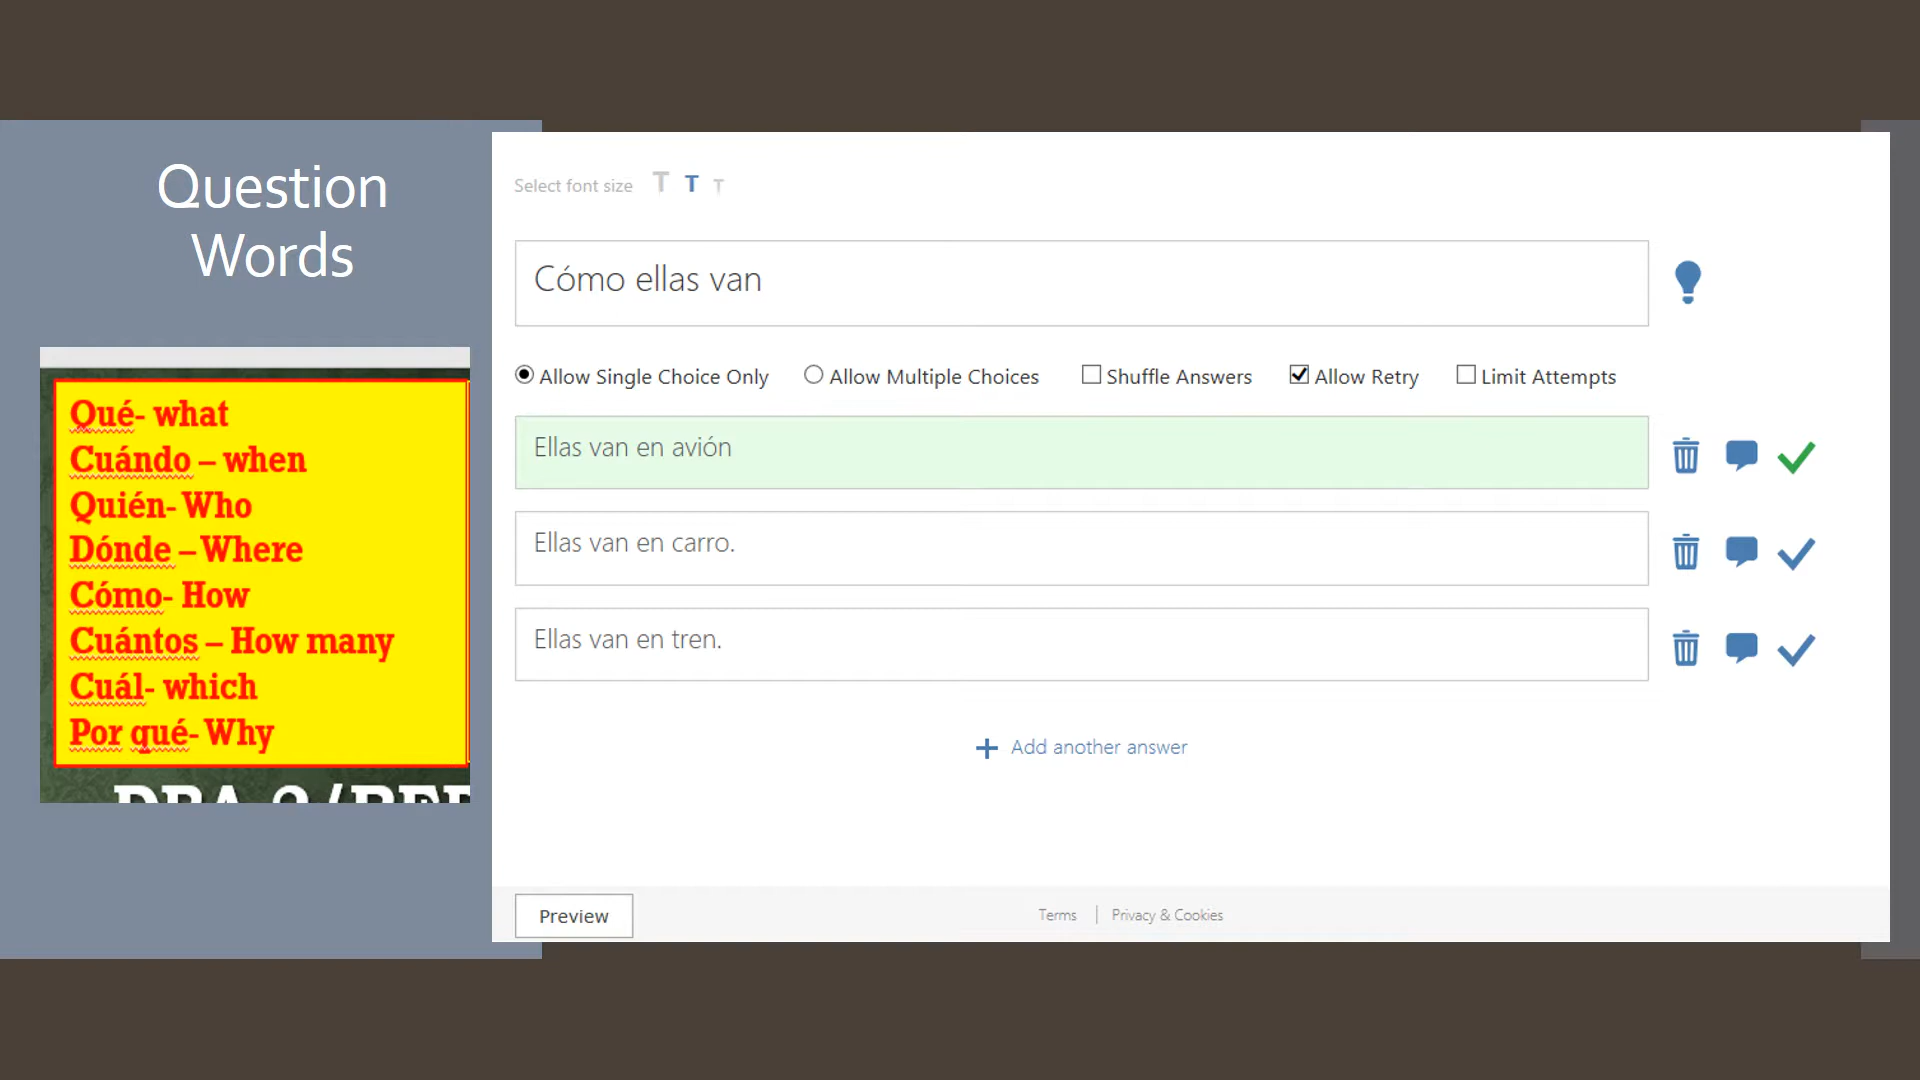 Question
Words
Qué- what
Cuándo – when
Quién- Who
Dónde – Where
Cómo- How
Cuántos – How many
Cuál- which
Por qué- Why
Select font size T T T
Cómo ellas van
Allow Single Choice Only Allow Multiple Choices Shuffle Answers Allow Retry Limit Attempts
Ellas van en avión
Ellas van en carro.
Ellas van en tren.
Add another answer
Preview
Terms | Privacy & Cookies